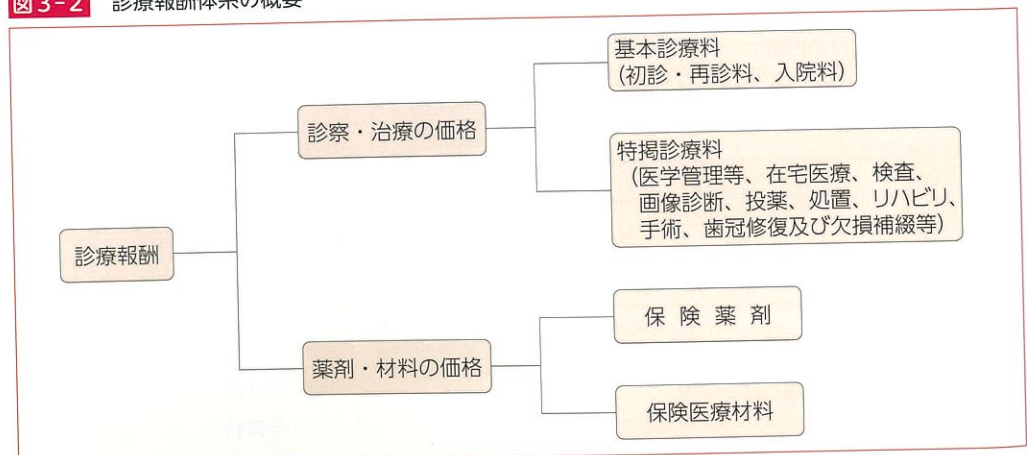 図3-2 診療報酬体系の概要
基本診療料
(初診・再診料、入院料)
診察・治療の価格
特掲診療料
(医学管理等、在宅医療、検査、
画像診断、投薬、処置、リハビリ、
手術、歯冠修復及び欠損補綴等)
診療報酬
保険薬剤
薬剤・材料の価格
保険医療材料